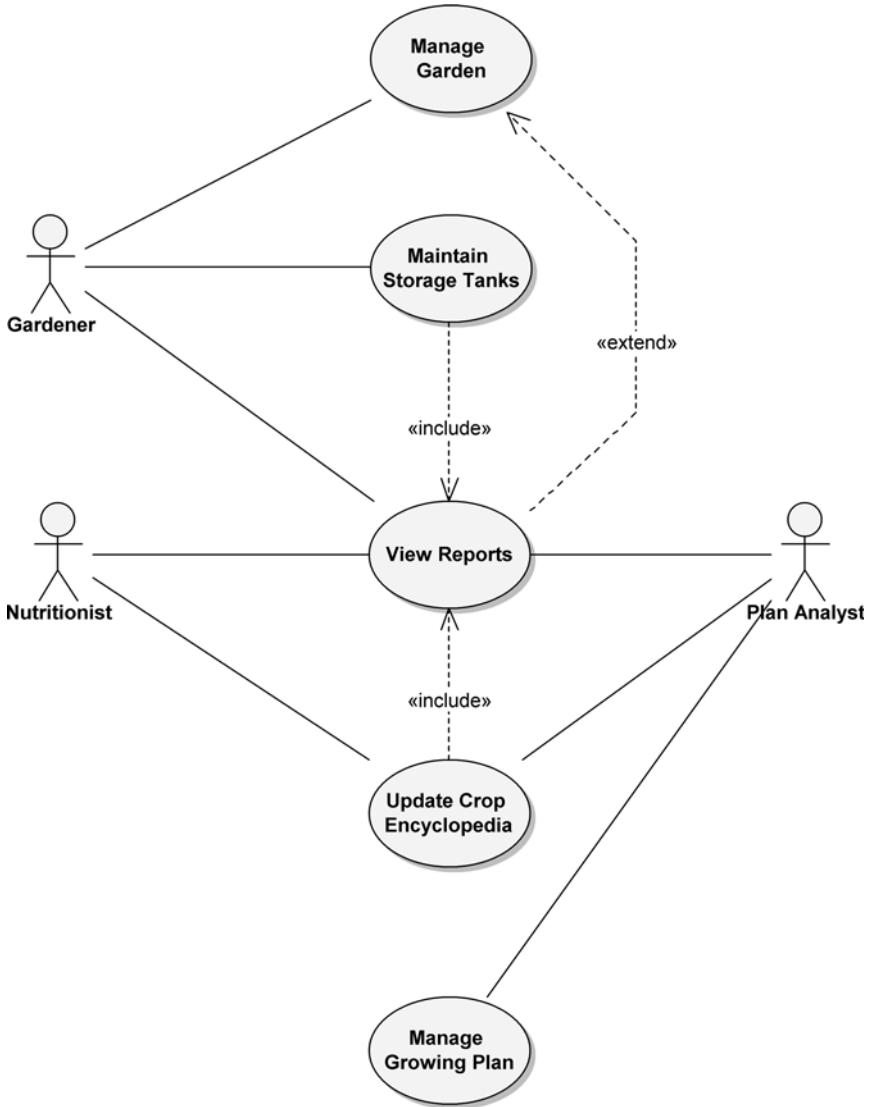 Manage
Garden
Maintain
Storage Tanks
Gardener
«extend»
«include»
View Reports
Nutritionist
Plan Analyst
«include»
Update Crop
Encyclopedia
Manage
Growing Plan